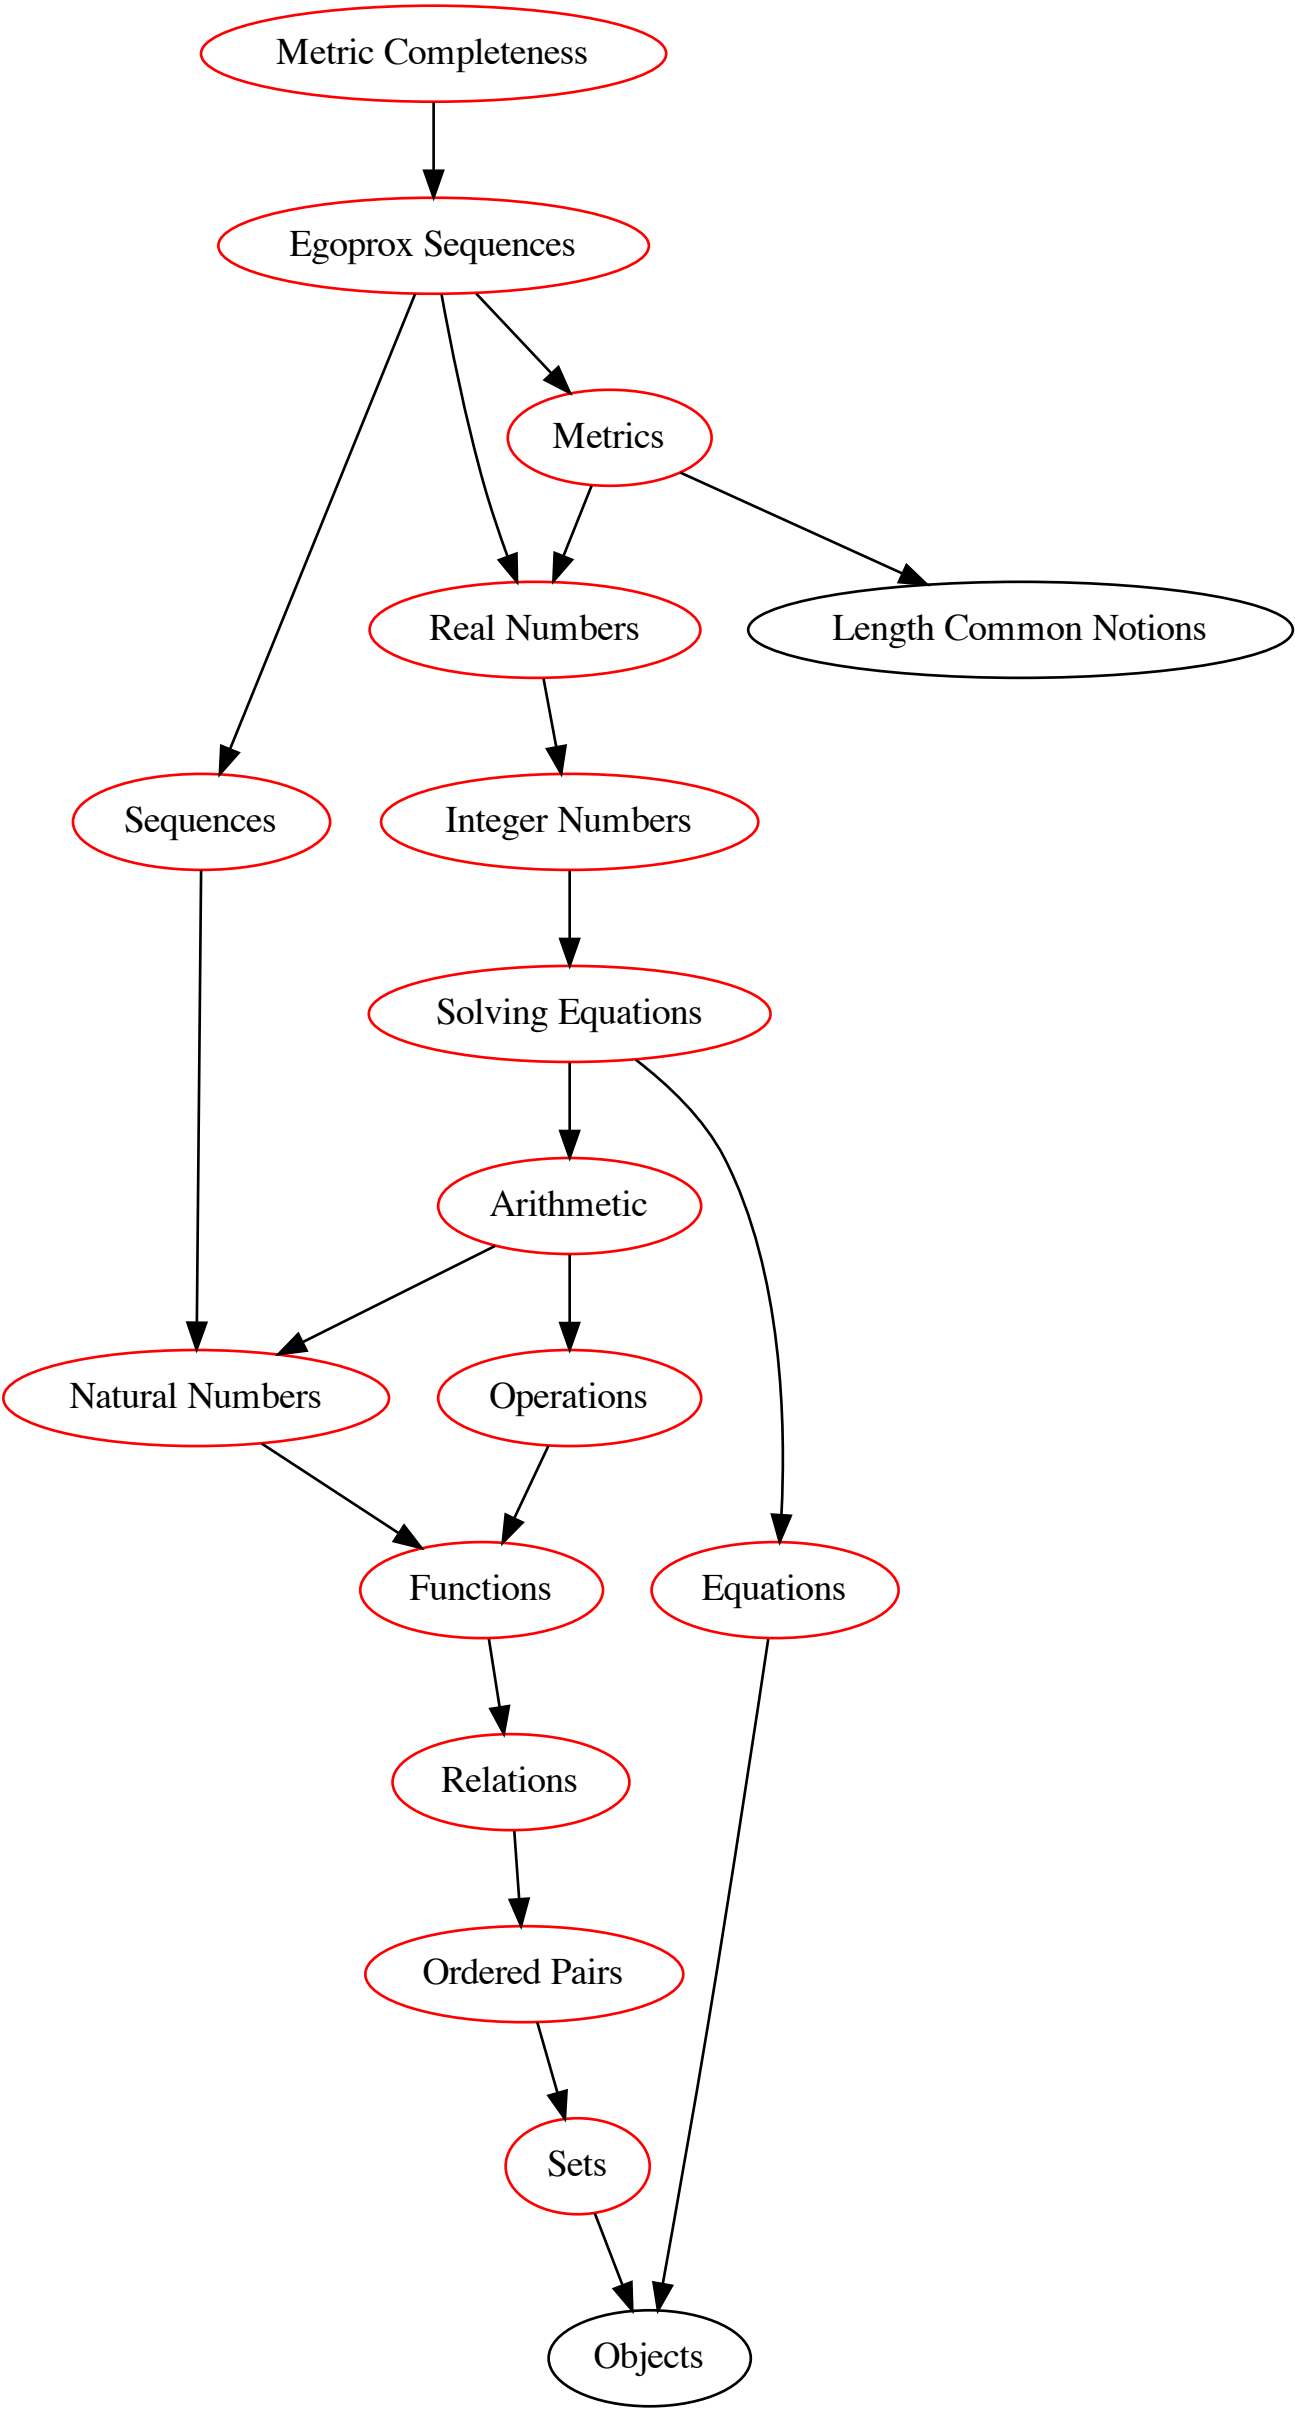 Metric Completeness
Egoprox Sequences
Metrics
Real Numbers
Length Common Notions
Sequences
Integer Numbers
Solving Equations
Arithmetic
Natural Numbers
Operations
Functions
Equations
Relations
Ordered Pairs
Sets
Objects